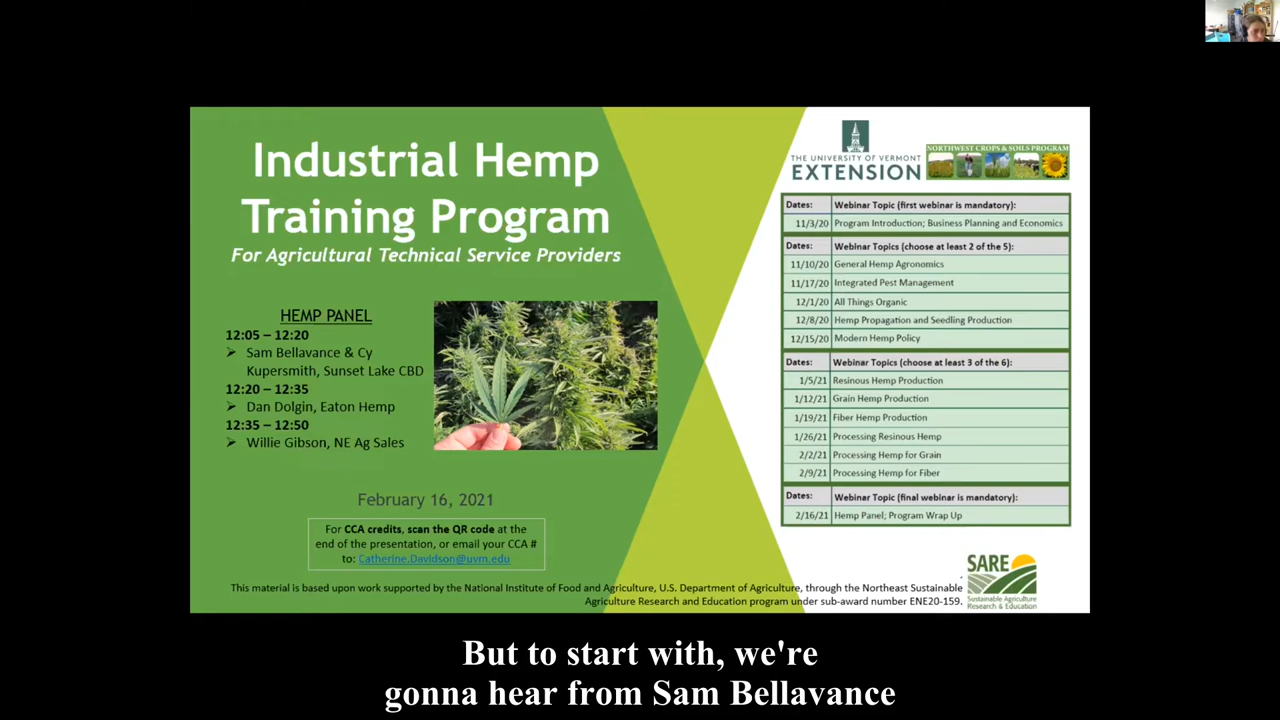 Industrial Hemp
Training Program
For Agricultural Technical Service Providers
HEMP PANEL
12:05 – 12:20
➢ Sam Bellavance & Cy
Kupersmith, Sunset Lake CBD
12:20 – 12:35
➢ Dan Dolgin, Eaton Hemp
12:35 – 12:50
➢ Willie Gibson, NE Ag Sales
February 16, 2021
For CCA credits, scan the QR code at the
end of the presentation, or email your CCA #
to: Catherine.Davidson@uvm.edu
THE UNIVERSITY OF VERMONT
EXTENSION
NORTHWEST CROPS & SOILS PROGRAM
Dates: Webinar Topic (first webinar is mandatory):
11/3/20 Program Introduction; Business Planning and Economics
Dates: Webinar Topics (choose at least 2 of the 5):
11/10/20 General Hemp Agronomics
11/17/20 Integrated Pest Management
12/1/20 All Things Organic
12/8/20 Hemp Propagation and Seedling Production
12/15/20 Modern Hemp Policy
Dates: Webinar Topics (choose at least 3 of the 6):
1/5/21 Resinous Hemp Production
1/12/21 Grain Hemp Production
1/19/21 Fiber Hemp Production
1/26/21 Processing Resinous Hemp
2/2/21 Processing Hemp for Grain
2/9/21 Processing Hemp for Fiber
Dates: Webinar Topic (final webinar is mandatory):
2/16/21 Hemp Panel; Program Wrap Up
This material is based upon work supported by the National Institute of Food and Agriculture, U.S. Department of Agriculture, through the Northeast Sustainable
Agriculture Research and Education program under sub-award number ENE20-159.
SARE
Sustainable Agriculture
Research & Education
But to start with, we're
gonna hear from Sam Bellavance